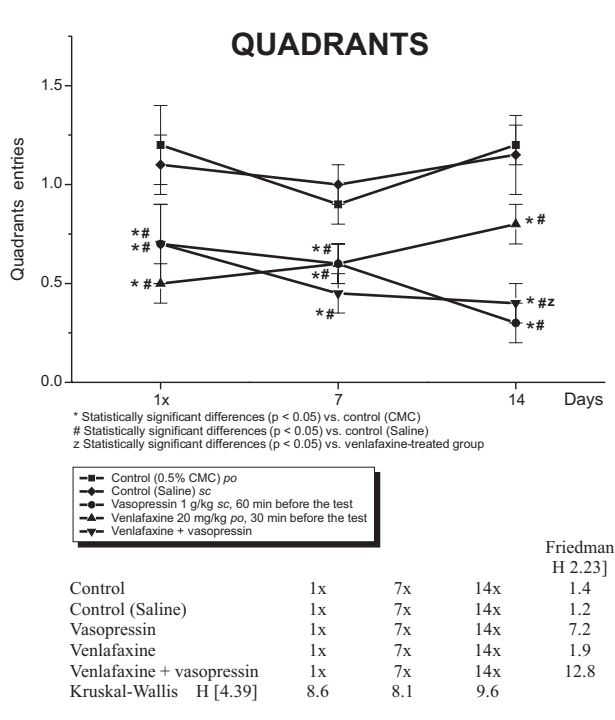 QUADRANTS
Quadrants entries
1.5
1.0
0.5
0.0
*#
*#
*#
*#
*#
*#
*#
*#z
*#
1x 7 14 Days
* Statistically significant differences (p < 0.05) vs. control (CMC)
# Statistically significant differences (p < 0.05) vs. control (Saline)
z Statistically significant differences (p < 0.05) vs. venlafaxine-treated group
Control (0.5% CMC) po
Control (Saline) sc
Vasopressin 1 g/kg sc, 60 min before the test
Venlafaxine 20 mg/kg po, 30 min before the test
Venlafaxine + vasopressin
Friedman
H 2.23]
Control 1x 7x 14x 1.4
Control (Saline) 1x 7x 14x 1.2
Vasopressin 1x 7x 14x 7.2
Venlafaxine 1x 7x 14x 1.9
Venlafaxine + vasopressin 1x 7x 14x 12.8
Kruskal-Wallis H [4.39] 8.6 8.1 9.6